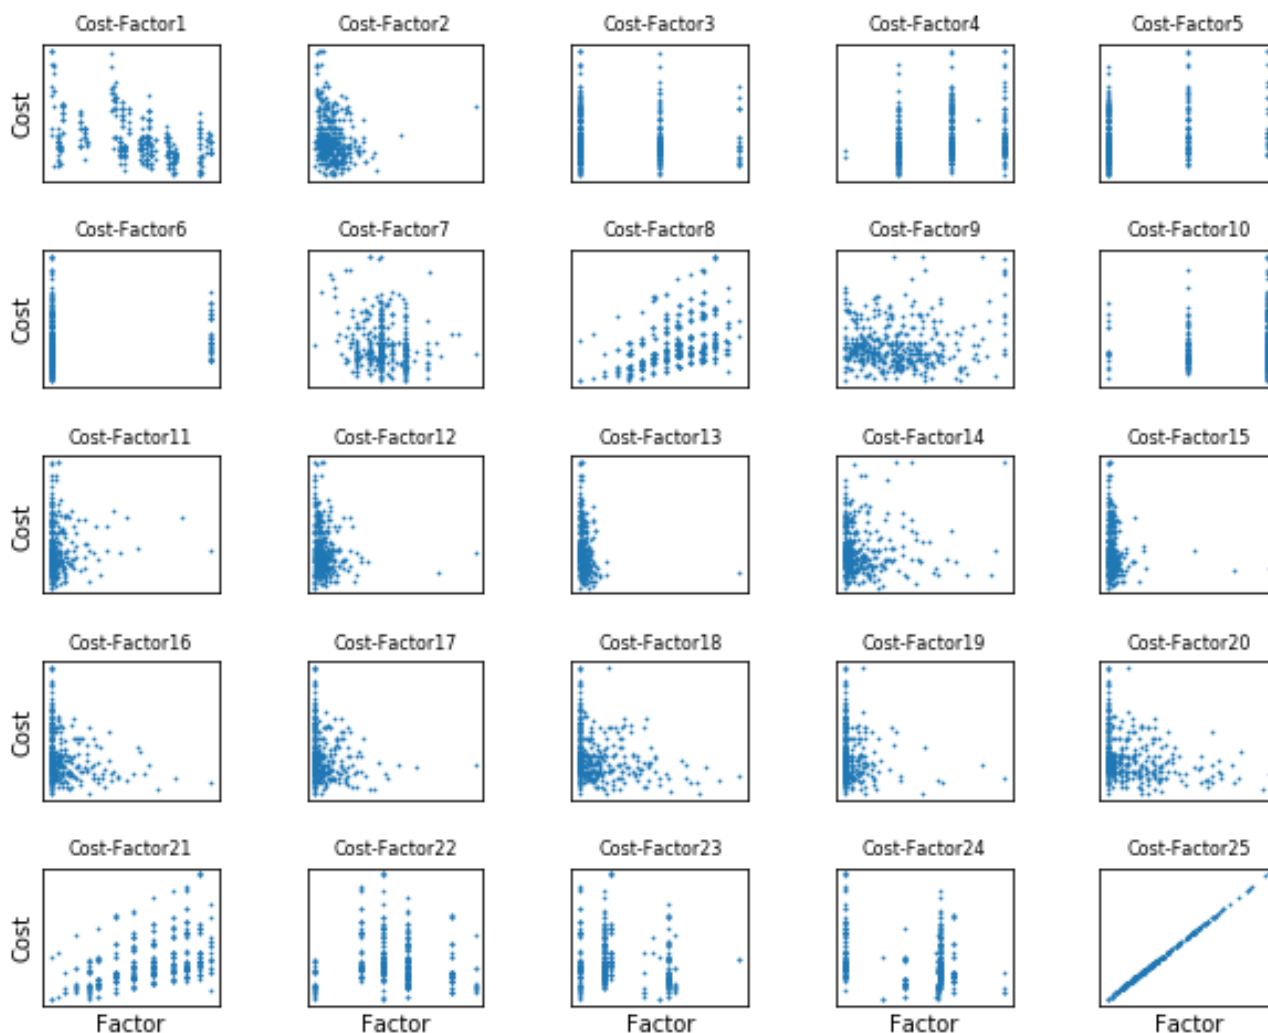 Cost-Factor1 Cost-Factor2 Cost-Factor3 Cost-Factor4 Cost-Factor5
Cost
Cost-Factor6 Cost-Factor7 Cost-Factor8 Cost-Factor9 Cost-Factor10
Cost
Cost-Factor11 Cost-Factor12 Cost-Factor13 Cost-Factor14 Cost-Factor15
Cost
Cost-Factor16 Cost-Factor17 Cost-Factor18 Cost-Factor19 Cost-Factor20
Cost
Cost-Factor21 Cost-Factor22 Cost-Factor23 Cost-Factor24 Cost-Factor25
Cost
Factor Factor Factor Factor Factor